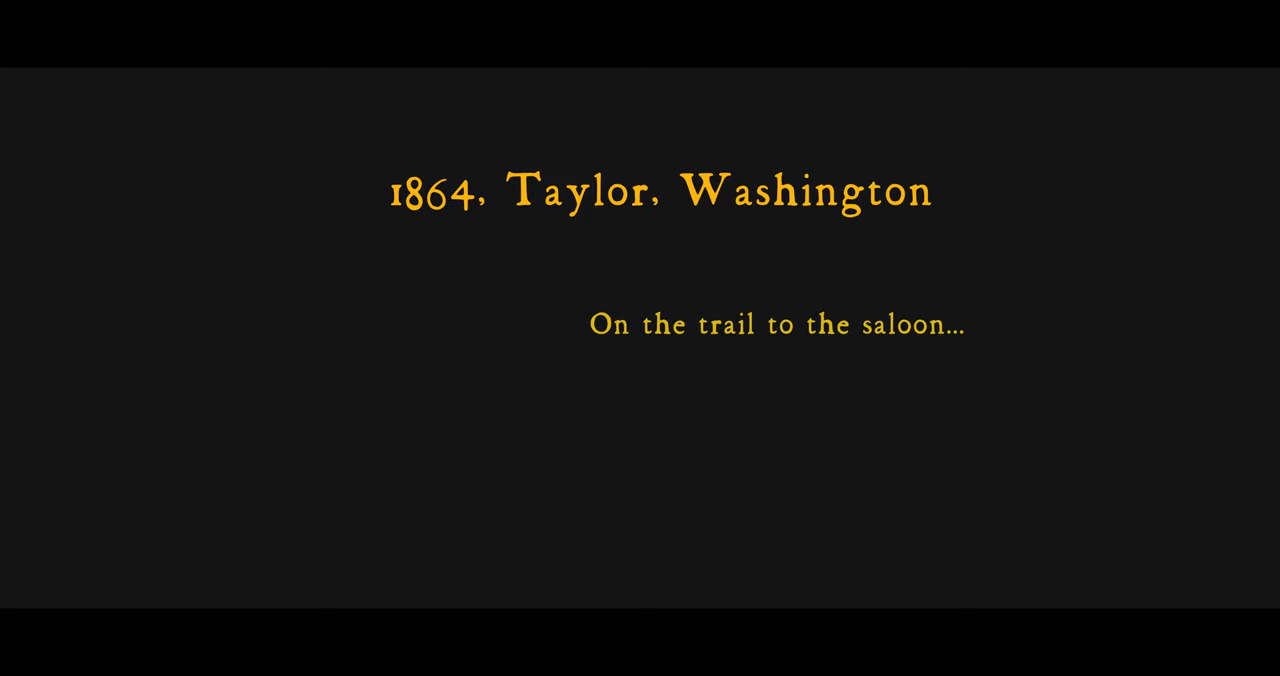 1864, Taylor, Washington
On the trail to the saloon...